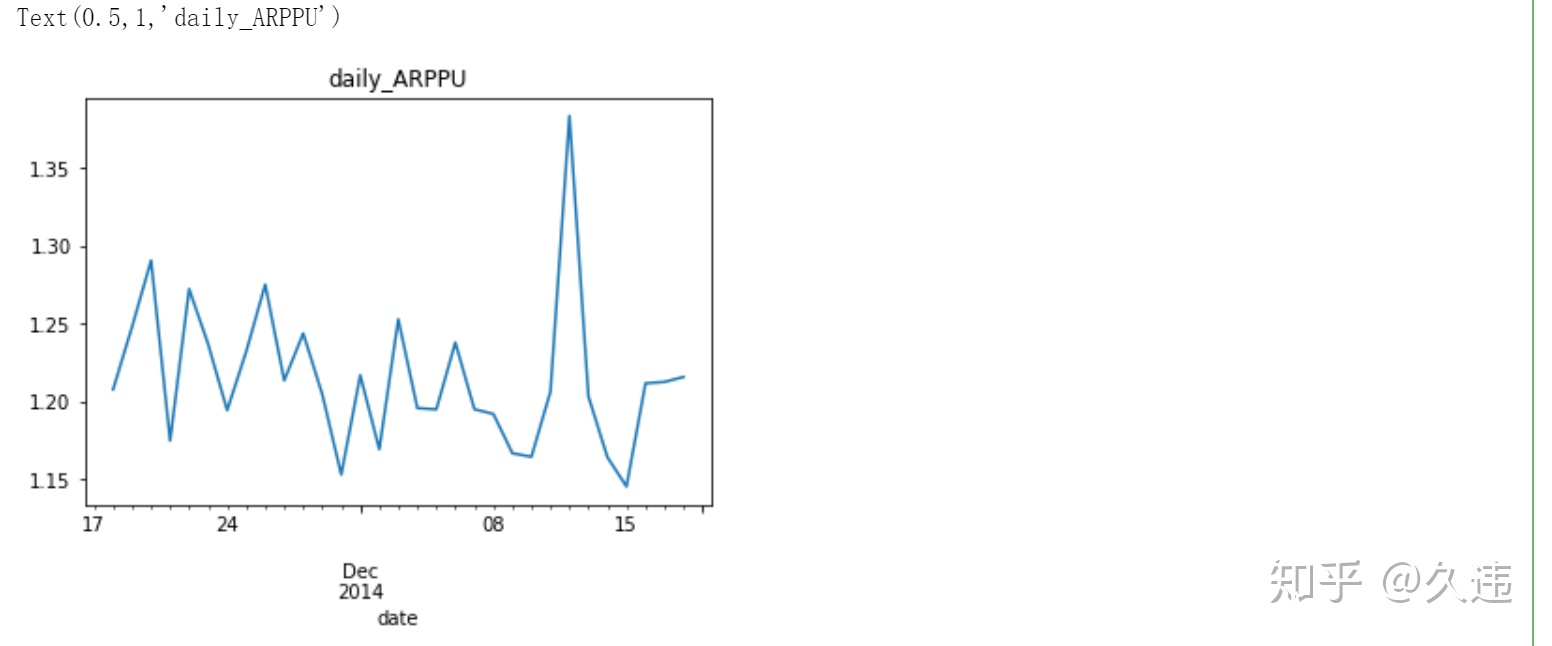 Text(0.5,1,'daily_ARPPU')
daily_ARPPU
1.35
1.30
1.25
1.20
1.15
17 24 08 15
Dec
2014
date
知乎 @久违